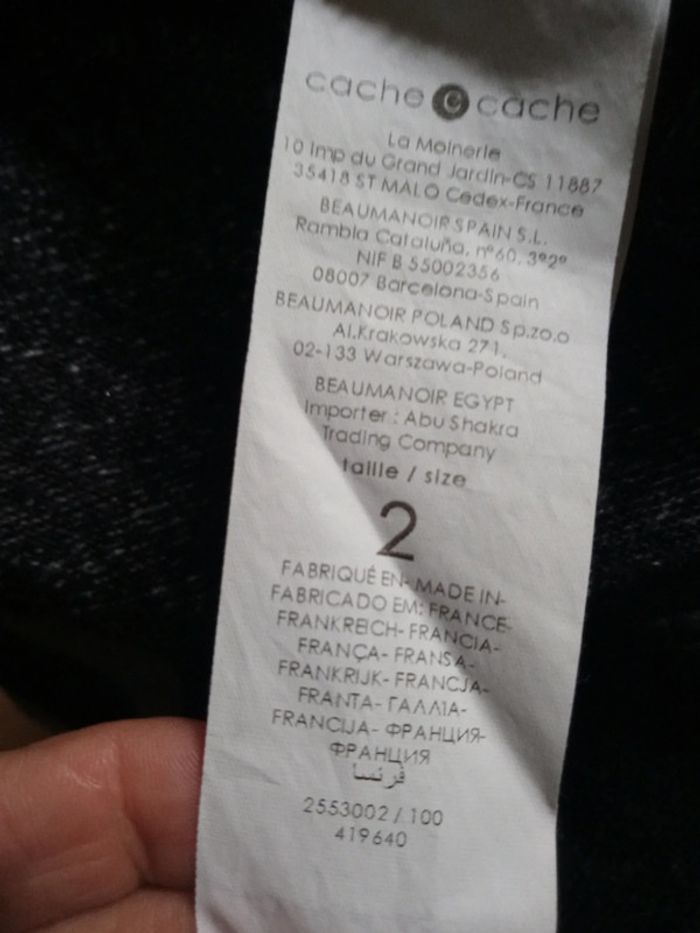 cache c cache
La Moinerie
10 Imp du Grand Jardin-CS 11887
35418 ST MALO Cedex-France
BEAUMANOIR SPAIN S.L.
Rambla Cataluña, nº60, 3º2º
NIF B 55002356
08007 Barcelona-Spain
BEAUMANOIR POLAND Sp.zo.o
Al.Krakowska 271,
02-133 Warszawa-Poland
BEAUMANOIR EGYPT
Importer : Abu Shakra
Trading Company
taille / size
2
FABRIQUÉ EN- MADE IN-
FABRICADO EM: FRANCE-
FRANKREICH- FRANCIA-
FRANÇA- FRANSA-
FRANKRIJK- FRANCJA-
FRANTA- ΓΑΛΛΙΑ-
FRANCIJA- ФРАНЦИЯ-
ФРАНЦИЯ
فرنسا
2553002 / 100
419640